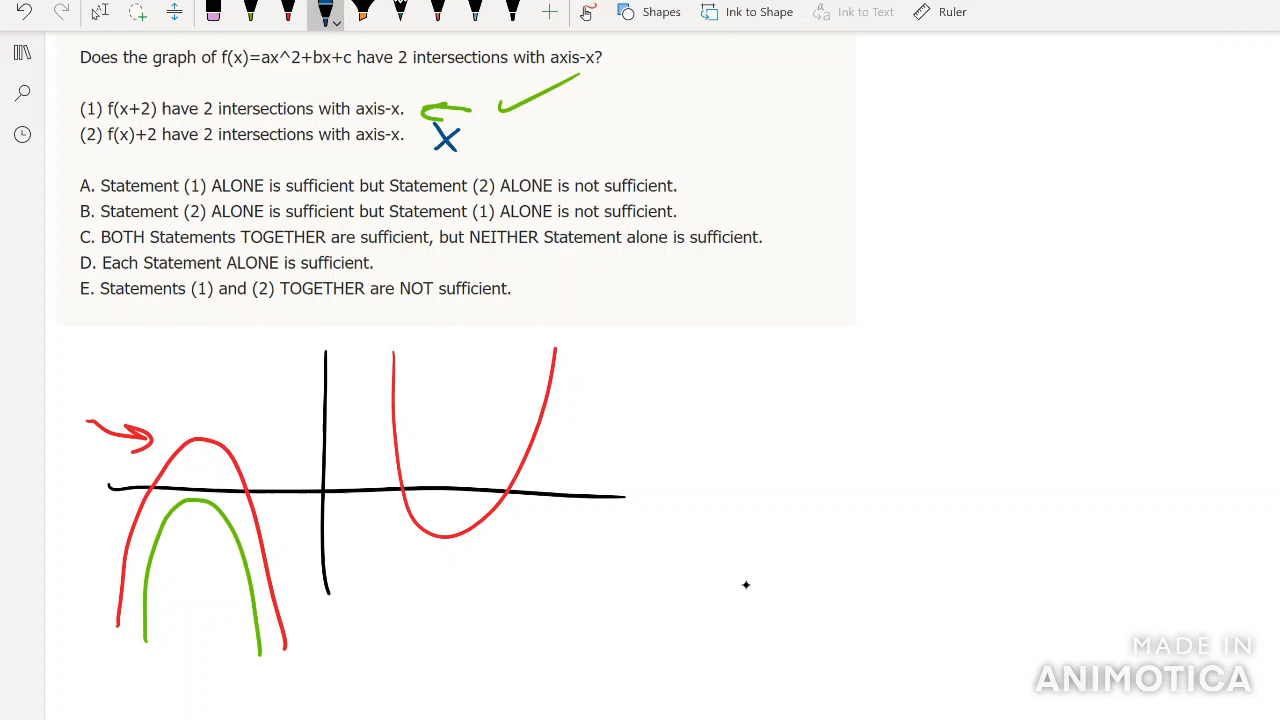 Shapes Ink to Shape Ink to Text Ruler
Does the graph of f(x)=ax^2+bx+c have 2 intersections with axis-x?
(1) f(x+2) have 2 intersections with axis-x.
(2) f(x)+2 have 2 intersections with axis-x.
A. Statement (1) ALONE is sufficient but Statement (2) ALONE is not sufficient.
B. Statement (2) ALONE is sufficient but Statement (1) ALONE is not sufficient.
C. BOTH Statements TOGETHER are sufficient, but NEITHER Statement alone is sufficient.
D. Each Statement ALONE is sufficient.
E. Statements (1) and (2) TOGETHER are NOT sufficient.
MADE IN
ANIMOTICA